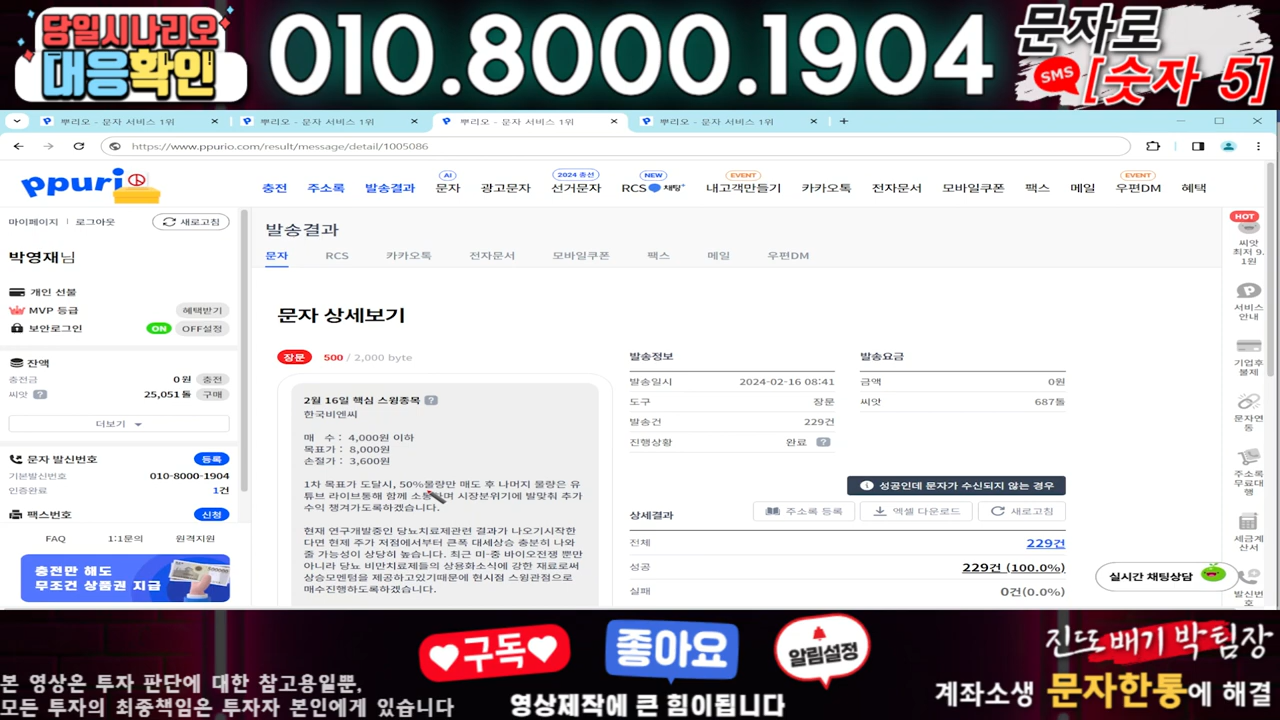 당일시나리오
대응확인
010.8000.1904
문자로
SMS [숫자 5]
뿌리오 - 문자 서비스 1위
뿌리오 - 문자 서비스 1위
뿌리오 - 문자 서비스 1위
뿌리오 - 문자 서비스 1위
https://www.ppurio.com/result/message/detail/1005086
ppurio
충전
주소록
발송결과
AI
문자
광고문자
2024 총선
선거문자
NEW
RCS 채팅+
EVENT
내고객만들기
카카오톡
전자문서
모바일쿠폰
팩스
메일
EVENT
우편DM
혜택
마이페이지 | 로그아웃
새로고침
박영재님
개인 선불
MVP 등급 혜택받기
보안로그인 ON OFF설정
잔액
충전금 0원 충전
씨앗 ? 25,051톨 구매
더보기
문자 발신번호 등록
기본발신번호 010-8000-1904
인증완료 1건
팩스번호 신청
FAQ 1:1문의 원격지원
충전만 해도
무조건 상품권 지급
발송결과
문자 RCS 카카오톡 전자문서 모바일쿠폰 팩스 메일 우편DM
문자 상세보기
장문 500 / 2,000 byte
2월 16일 핵심 스윙종목 ?
한국비엔씨
매 수 : 4,000원 이하
목표가 : 8,000원
손절가 : 3,600원
1차 목표가 도달시, 50%물량만 매도 후 나머지 물량은 유
튜브 라이브통해 함께 소통하며 시장분위기에 발맞춰 추가
수익 챙겨가도록하겠습니다.
현재 연구개발중인 당뇨치료제관련 결과가 나오기시작한
다면 현재 주가 저점에서부터 큰폭 대세상승 충분히 나와
줄 가능성이 상당히 높습니다. 최근 미-중 바이오전쟁 뿐만
아니라 당뇨 비만치료제들의 상용화소식에 강한 재료로써
상승모멘텀을 제공하고있기때문에 현시점 스윙관점으로
매수진행하도록하겠습니다.
발송정보
발송일시 2024-02-16 08:41
도구 장문
발송건 229건
진행상황 완료 ?
발송요금
금액 0원
씨앗 687톨
성공인데 문자가 수신되지 않는 경우
상세결과
주소록 등록
엑셀 다운로드
새로고침
전체 229건
성공 229건 (100.0%)
실패 0건(0.0%)
HOT
씨앗
최저 9.
1원
서비스
안내
기업후
불제
문자연
동
주소록
무료대
행
세금계
산서
발신번
호
실시간 채팅상담
본 영상은 투자 판단에 대한 참고용일뿐,
모든 투자의 최종책임은 투자자 본인에게 있습니다
구독
좋아요
알림설정
영상제작에 큰 힘이됩니다
진또배기 박팀장
계좌소생 문자한통에 해결